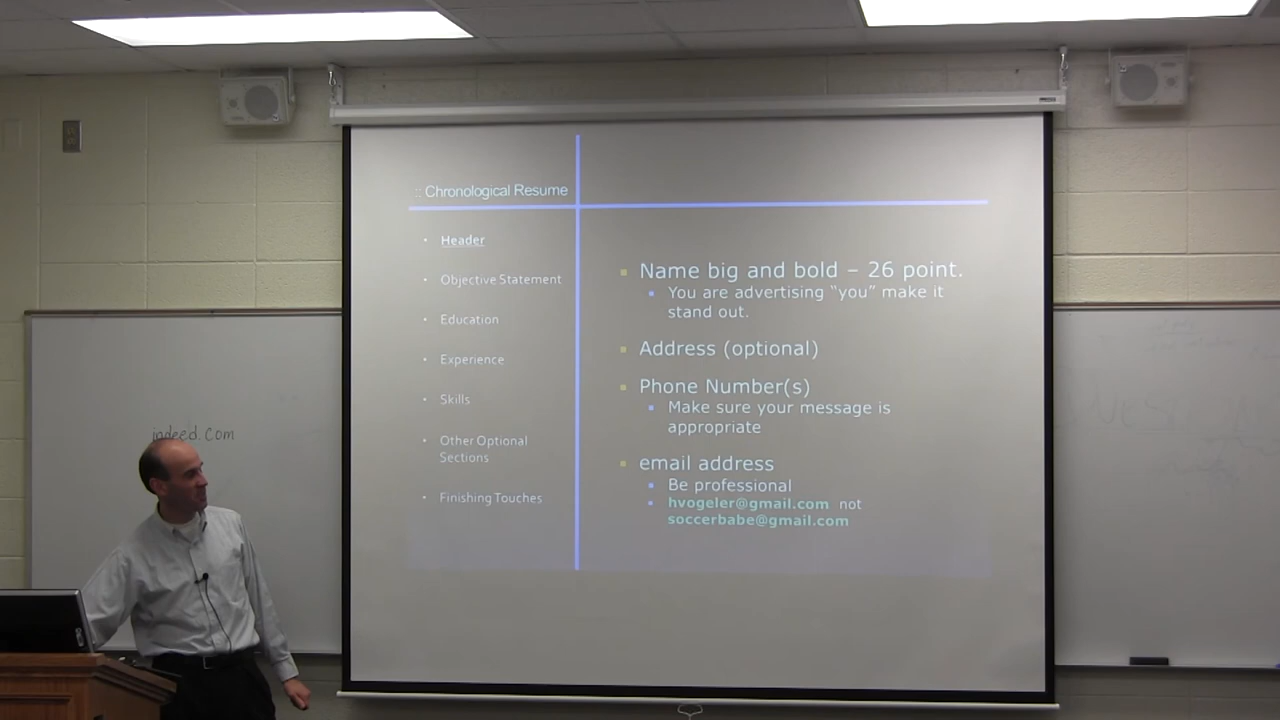 :: Chronological Resume
• Header
• Objective Statement
• Education
• Experience
• Skills
• Other Optional
Sections
• Finishing Touches
Name big and bold – 26 point.
You are advertising “you” make it
stand out.
Address (optional)
Phone Number(s)
Make sure your message is
appropriate
email address
Be professional
hvogeler@gmail.com not
soccerbabe@gmail.com
indeed.com